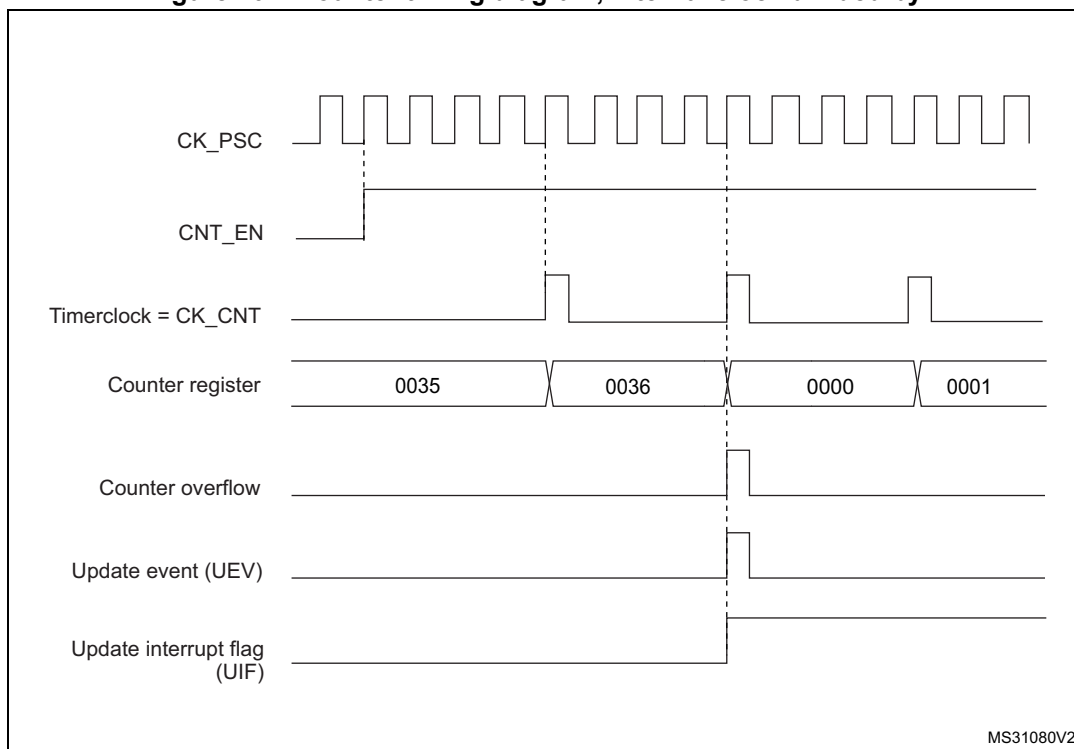 CK_PSC
CNT_EN
Timerclock = CK_CNT
Counter register
0035 0036 0000 0001
Counter overflow
Update event (UEV)
Update interrupt flag
(UIF)
MS31080V2